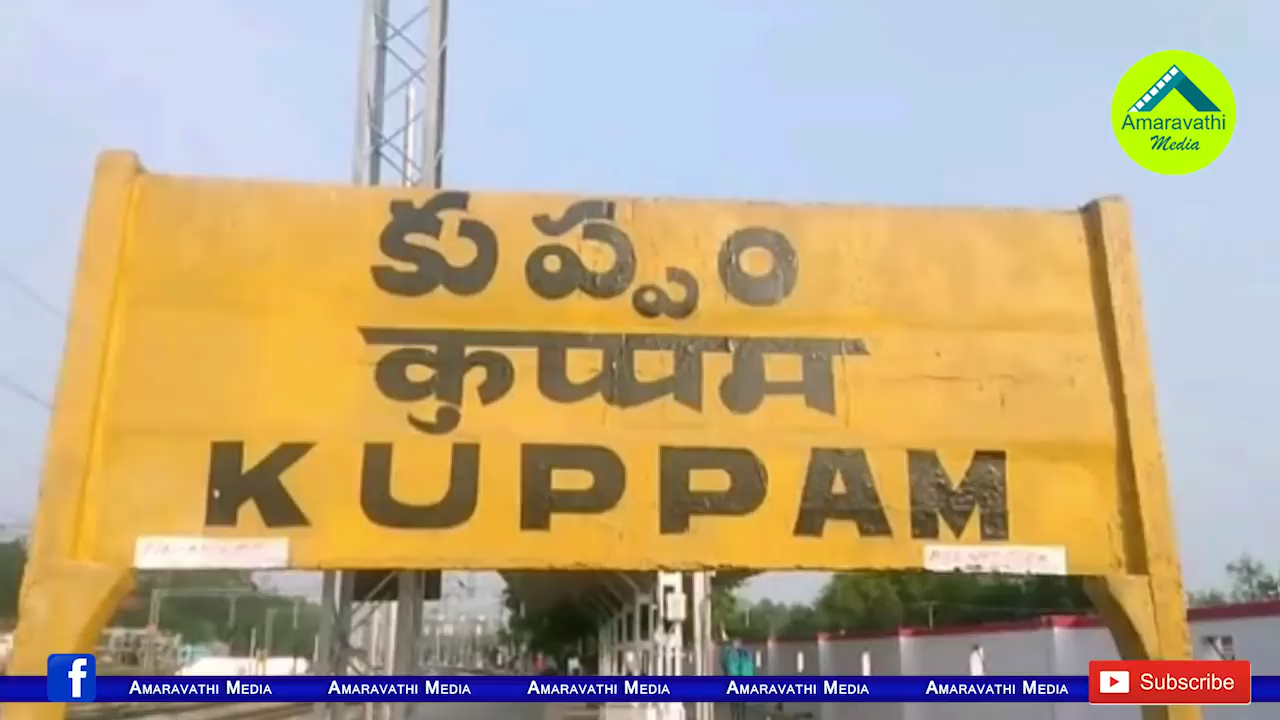 Amaravathi
Media
కుప్పం
कुप्पम
KUPPAM
AMARAVATHI MEDIA AMARAVATHI MEDIA AMARAVATHI MEDIA AMARAVATHI MEDIA AMARAVATHI MEDIA
Subscribe